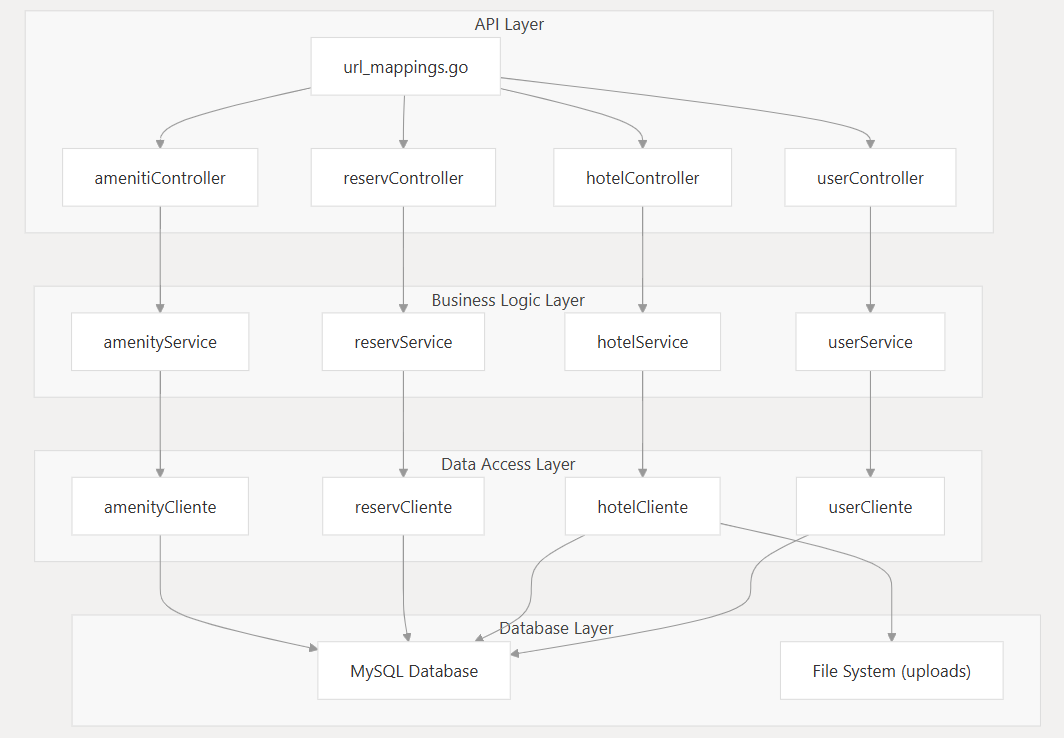 API Layer
url_mappings.go
amenitiController
reservController
hotelController
userController
Business Logic Layer
amenityService
reservService
hotelService
userService
Data Access Layer
amenityCliente
reservCliente
hotelCliente
userCliente
Database Layer
MySQL Database
File System (uploads)